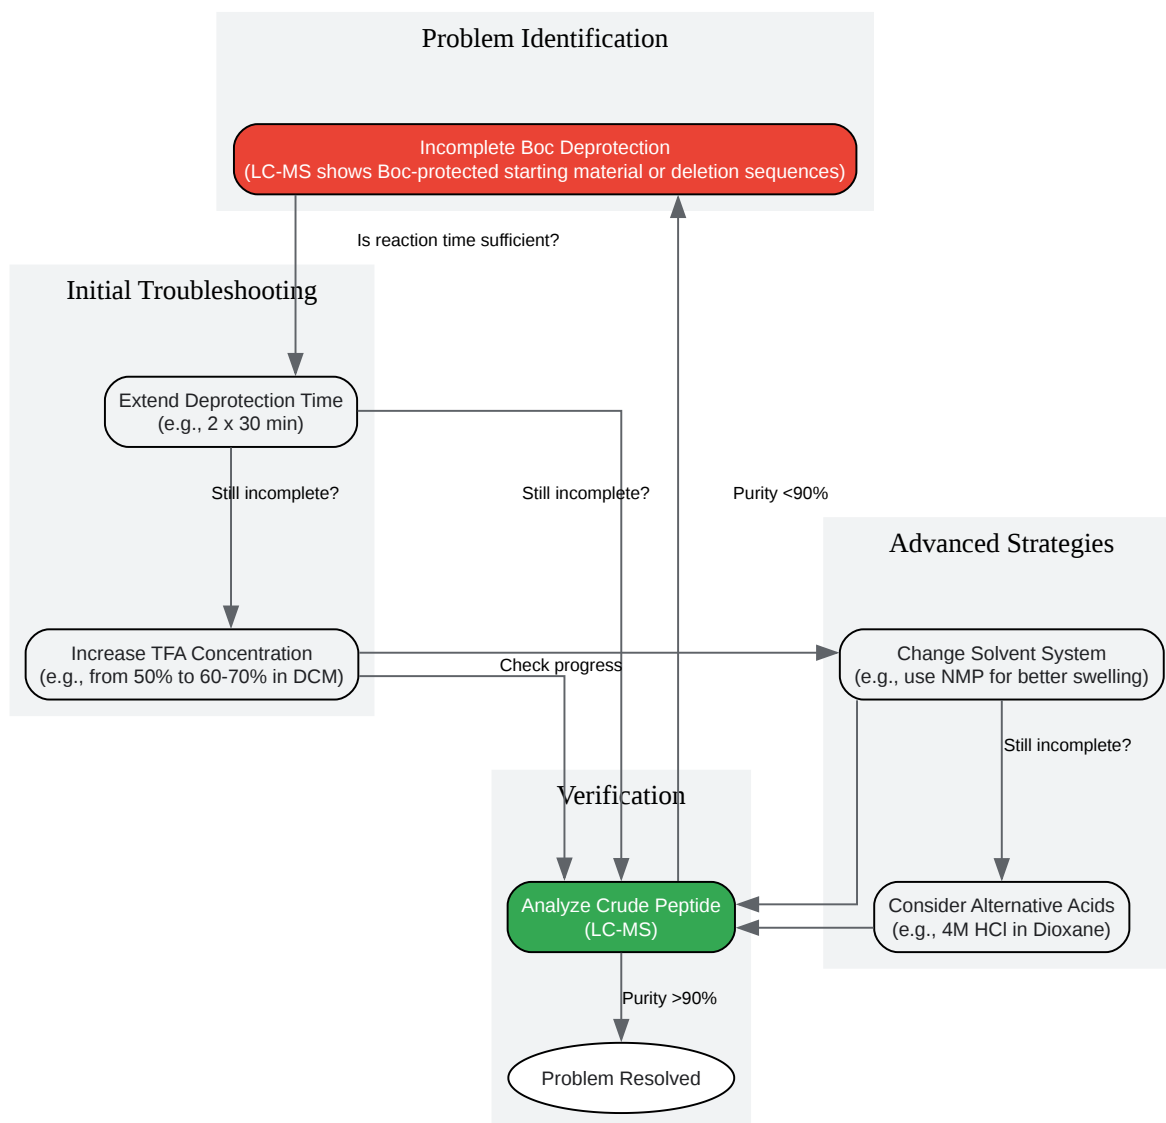 Problem Identification
Incomplete Boc Deprotection
(LC-MS shows Boc-protected starting material or deletion sequences)
Is reaction time sufficient?
Initial Troubleshooting
Extend Deprotection Time
(e.g., 2 x 30 min)
Still incomplete?
Still incomplete?
Purity <90%
Advanced Strategies
Increase TFA Concentration
(e.g., from 50% to 60-70% in DCM)
Check progress
Change Solvent System
(e.g., use NMP for better swelling)
Still incomplete?
Verification
Analyze Crude Peptide
(LC-MS)
Consider Alternative Acids
(e.g., 4M HCl in Dioxane)
Purity >90%
Problem Resolved